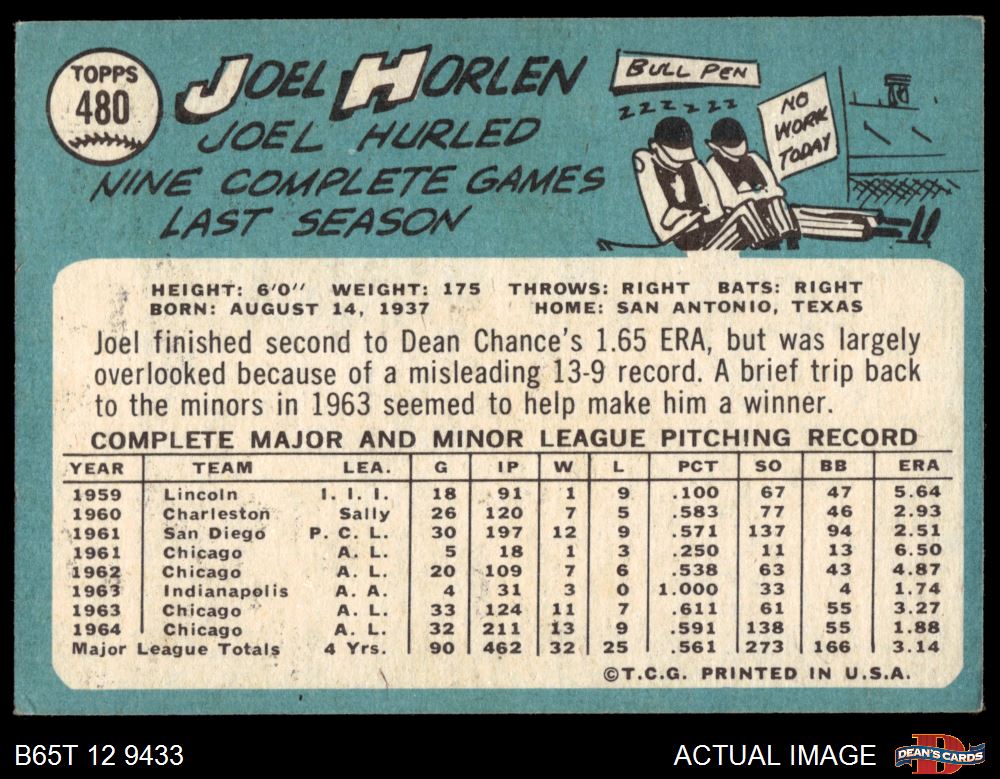 TOPPS
480
JOEL HORLEN
JOEL HURLED
NINE COMPLETE GAMES
LAST SEASON
BULL PEN
Z Z Z Z Z Z
NO
WORK
TODAY
HEIGHT: 6'0" WEIGHT: 175 THROWS: RIGHT BATS: RIGHT
BORN: AUGUST 14, 1937 HOME: SAN ANTONIO, TEXAS
Joel finished second to Dean Chance's 1.65 ERA, but was largely
overlooked because of a misleading 13-9 record. A brief trip back
to the minors in 1963 seemed to help make him a winner.
COMPLETE MAJOR AND MINOR LEAGUE PITCHING RECORD
YEAR TEAM LEA. G IP W L PCT SO BB ERA
1959 Lincoln I. I. I. 18 91 1 9 .100 67 47 5.64
1960 Charleston Sally 26 120 7 5 .583 77 46 2.93
1961 San Diego P. C. L. 30 197 12 9 .571 137 94 2.51
1961 Chicago A. L. 5 18 1 3 .250 11 13 6.50
1962 Chicago A. L. 20 109 7 6 .538 63 43 4.87
1963 Indianapolis A. A. 4 31 3 0 1.000 33 4 1.74
1963 Chicago A. L. 33 124 11 7 .611 61 55 3.27
1964 Chicago A. L. 32 211 13 9 .591 138 55 1.88
Major League Totals 4 Yrs. 90 462 32 25 .561 273 166 3.14
©T.C.G. PRINTED IN U.S.A.
B65T 12 9433 ACTUAL IMAGE
DEAN'S CARDS